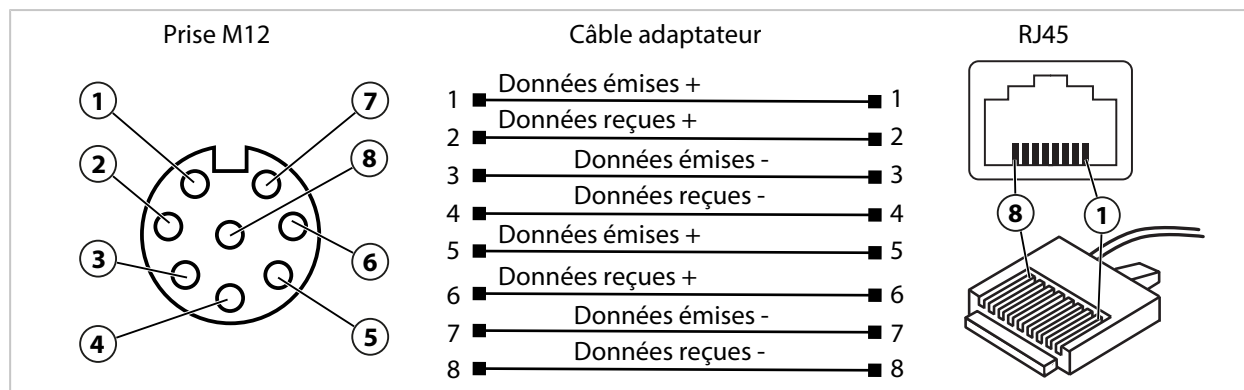 Prise M12
Câble adaptateur
RJ45
1
2
3
4
5
6
7
8
1 Données émises + 1
2 Données reçues + 2
3 Données émises - 3
4 Données reçues - 4
5 Données émises + 5
6 Données reçues + 6
7 Données émises - 7
8 Données reçues - 8
8
1